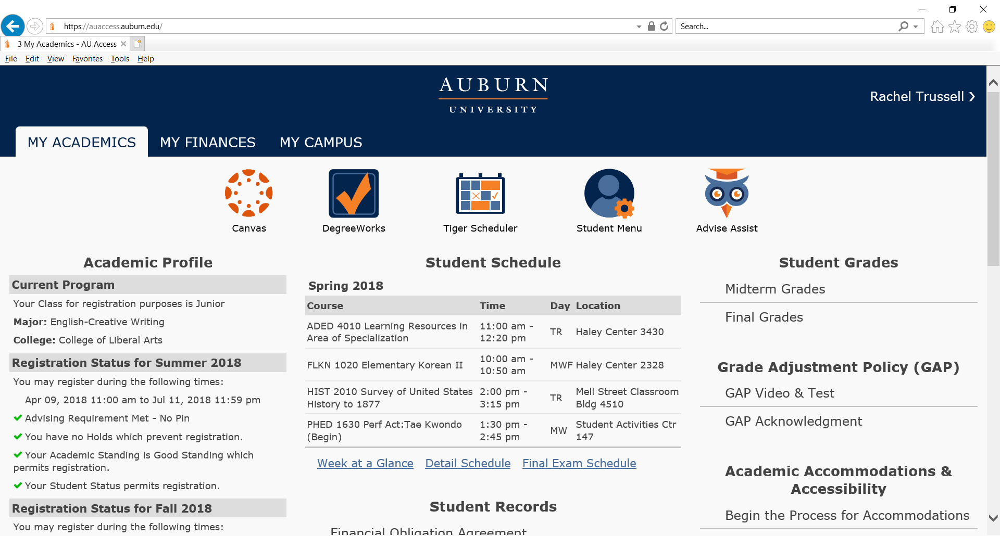 https://auaccess.auburn.edu/
Search...
3 My Academics - AU Access
File Edit View Favorites Tools Help
AUBURN
UNIVERSITY
Rachel Trussell
MY ACADEMICS MY FINANCES MY CAMPUS
Canvas DegreeWorks Tiger Scheduler Student Menu Advise Assist
Academic Profile
Current Program
Your Class for registration purposes is Junior
Major: English-Creative Writing
College: College of Liberal Arts
Registration Status for Summer 2018
You may register during the following times:
Apr 09, 2018 11:00 am to Jul 11, 2018 11:59 pm
Advising Requirement Met - No Pin
You have no Holds which prevent registration.
Your Academic Standing is Good Standing which
permits registration.
Your Student Status permits registration.
Registration Status for Fall 2018
You may register during the following times:
Student Schedule
Spring 2018
Course Time Day Location
ADED 4010 Learning Resources in 11:00 am -
Area of Specialization 12:20 pm TR Haley Center 3430
FLKN 1020 Elementary Korean II 10:00 am - 10:50 am MWF Haley Center 2328
HIST 2010 Survey of United States 2:00 pm - TR Mell Street Classroom
History to 1877 3:15 pm Bldg 4510
PHED 1630 Perf Act:Tae Kwondo 1:30 pm - MW Student Activities Ctr
(Begin) 2:45 pm 147
Week at a Glance Detail Schedule Final Exam Schedule
Student Records
Financial Obligation Agreement
Student Grades
Midterm Grades
Final Grades
Grade Adjustment Policy (GAP)
GAP Video & Test
GAP Acknowledgment
Academic Accommodations &
Accessibility
Begin the Process for Accommodations